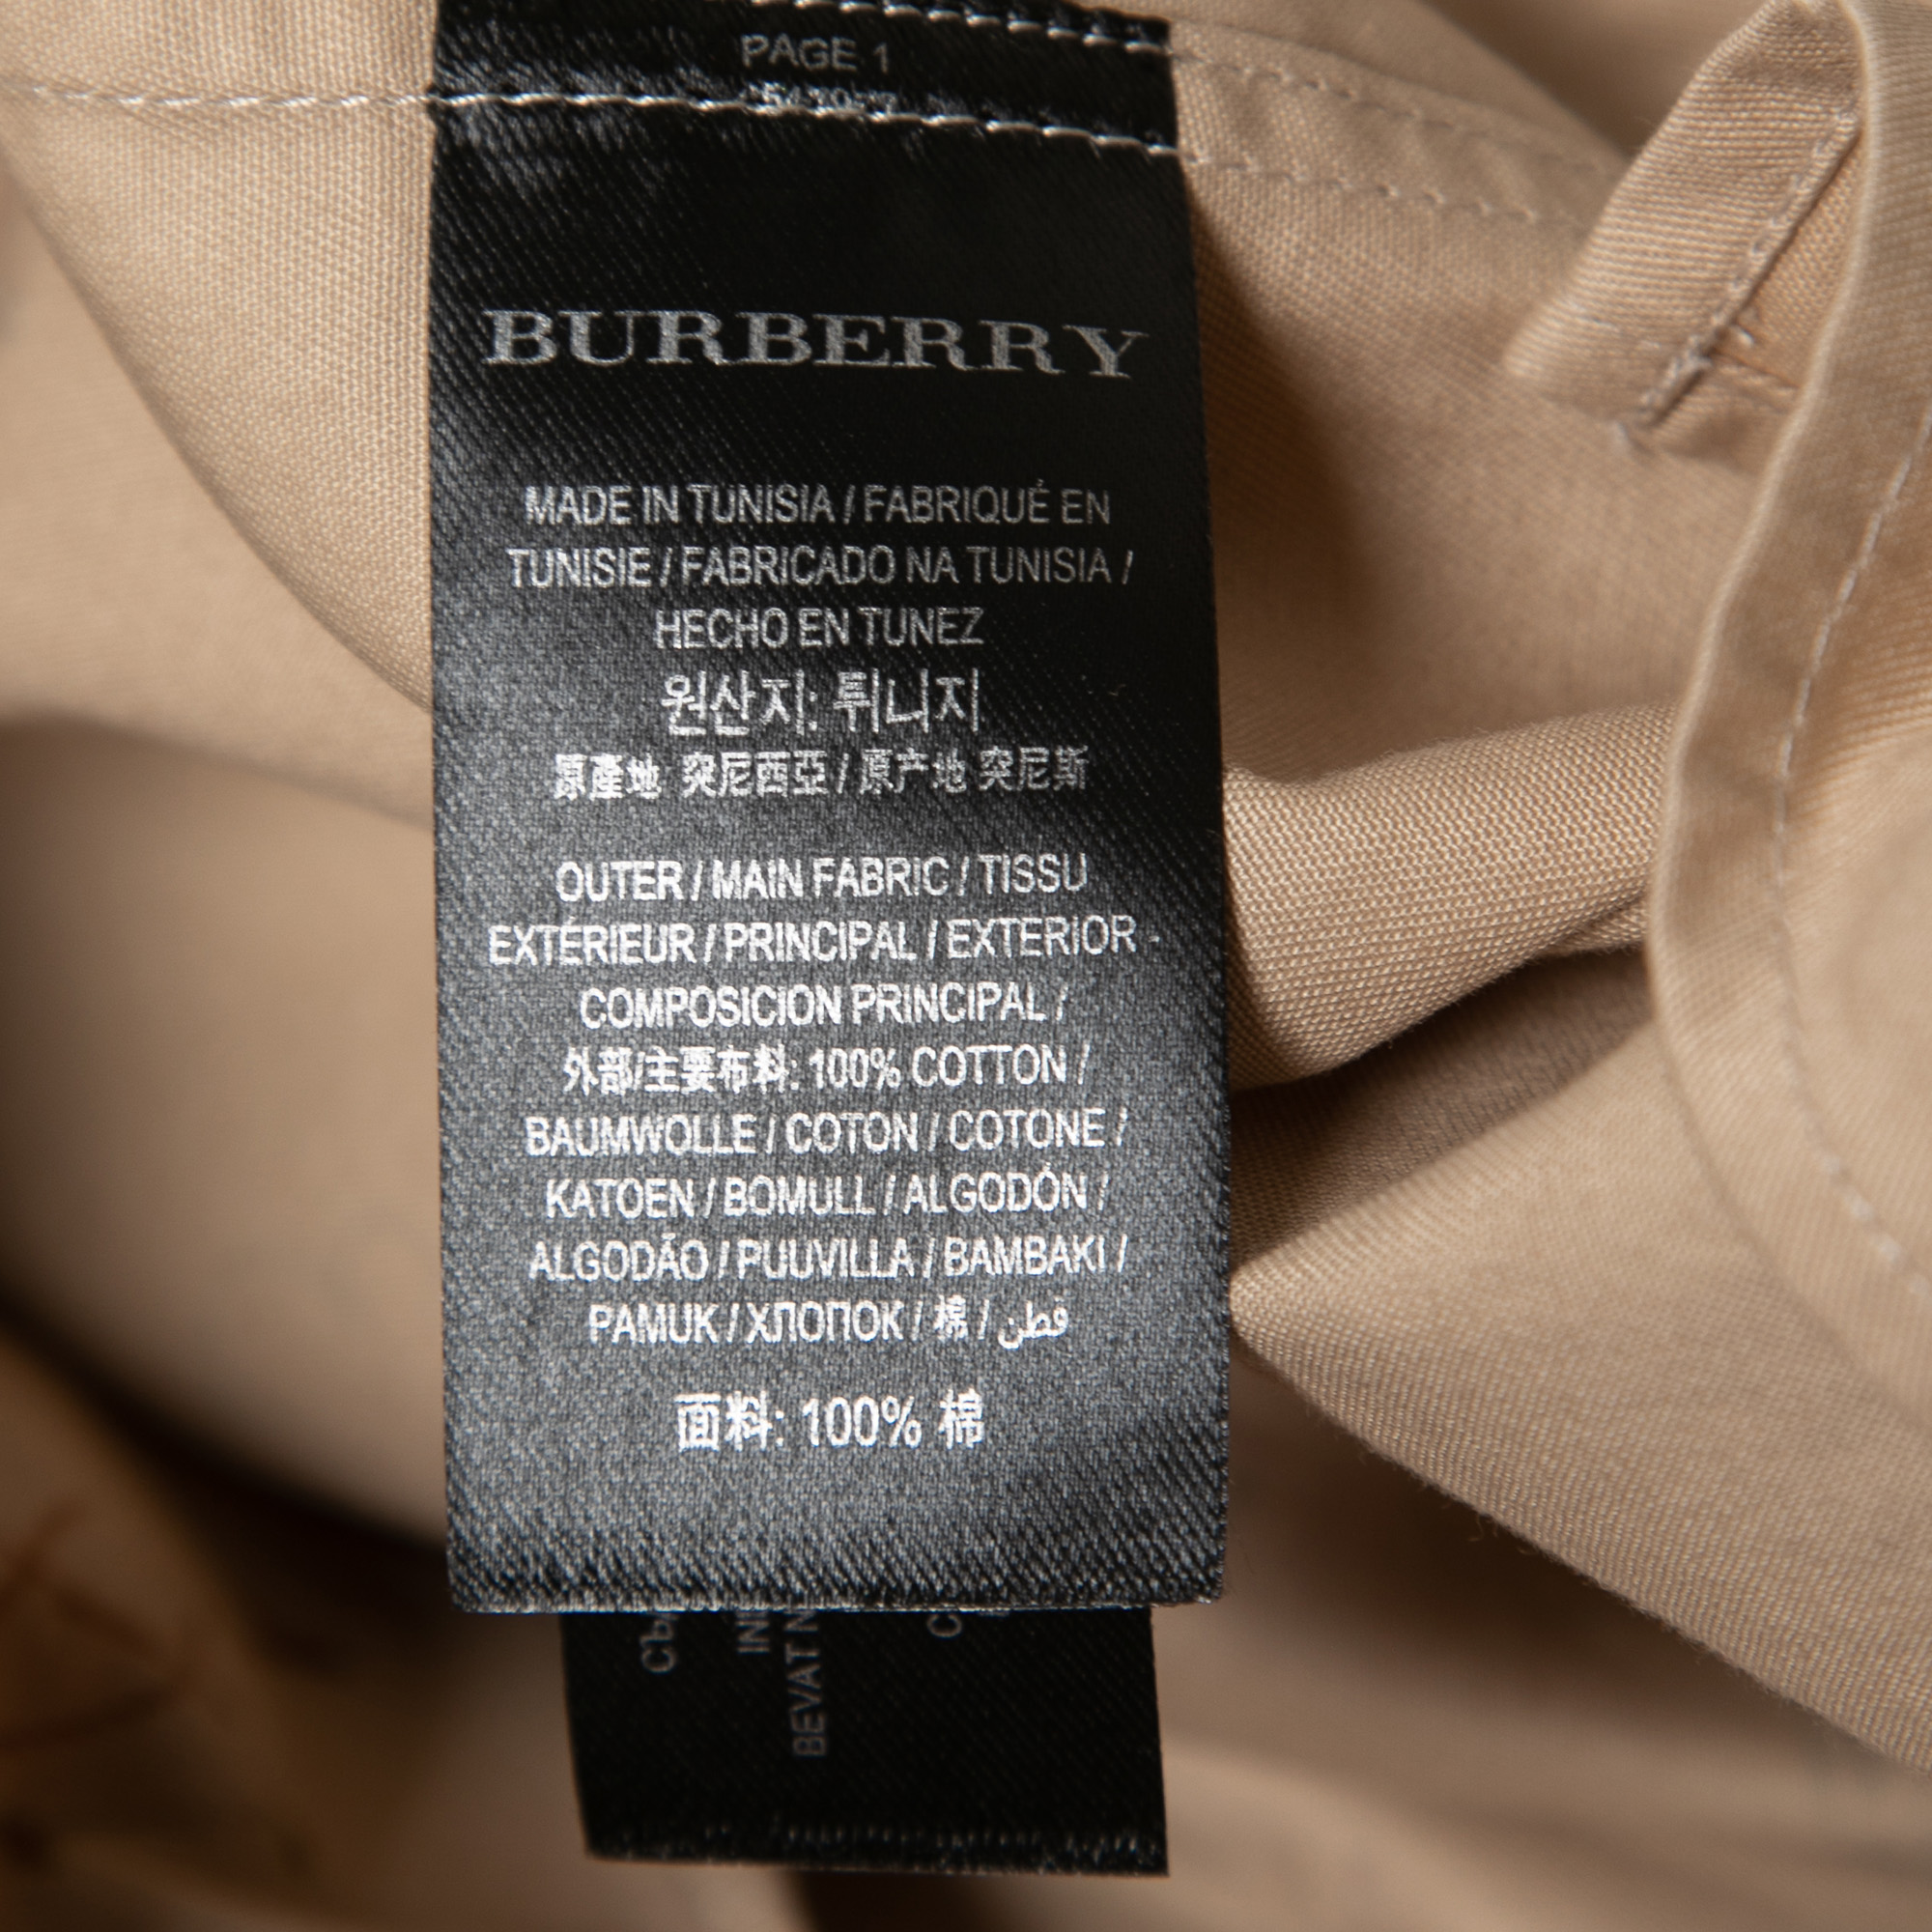 PAGE 1
BURBERRY
MADE IN TUNISIA / FABRIQUÉ EN
TUNISIE / FABRICADO NA TUNISIA /
HECHO EN TUNEZ
원산지: 튀니지
原產地 突尼西亞 / 原产地 突尼斯
OUTER / MAIN FABRIC / TISSU
EXTÉRIEUR / PRINCIPAL / EXTERIOR -
COMPOSICION PRINCIPAL /
外部/主要布料: 100% COTTON /
BAUMWOLLE / COTON / COTONE /
KATOEN / BOMULL / ALGODÓN /
ALGODÃO / PUUVILLA / BAMBAKI /
PAMUK / ХЛОПОК / 棉 / قطن
面料: 100% 棉
BEVAT